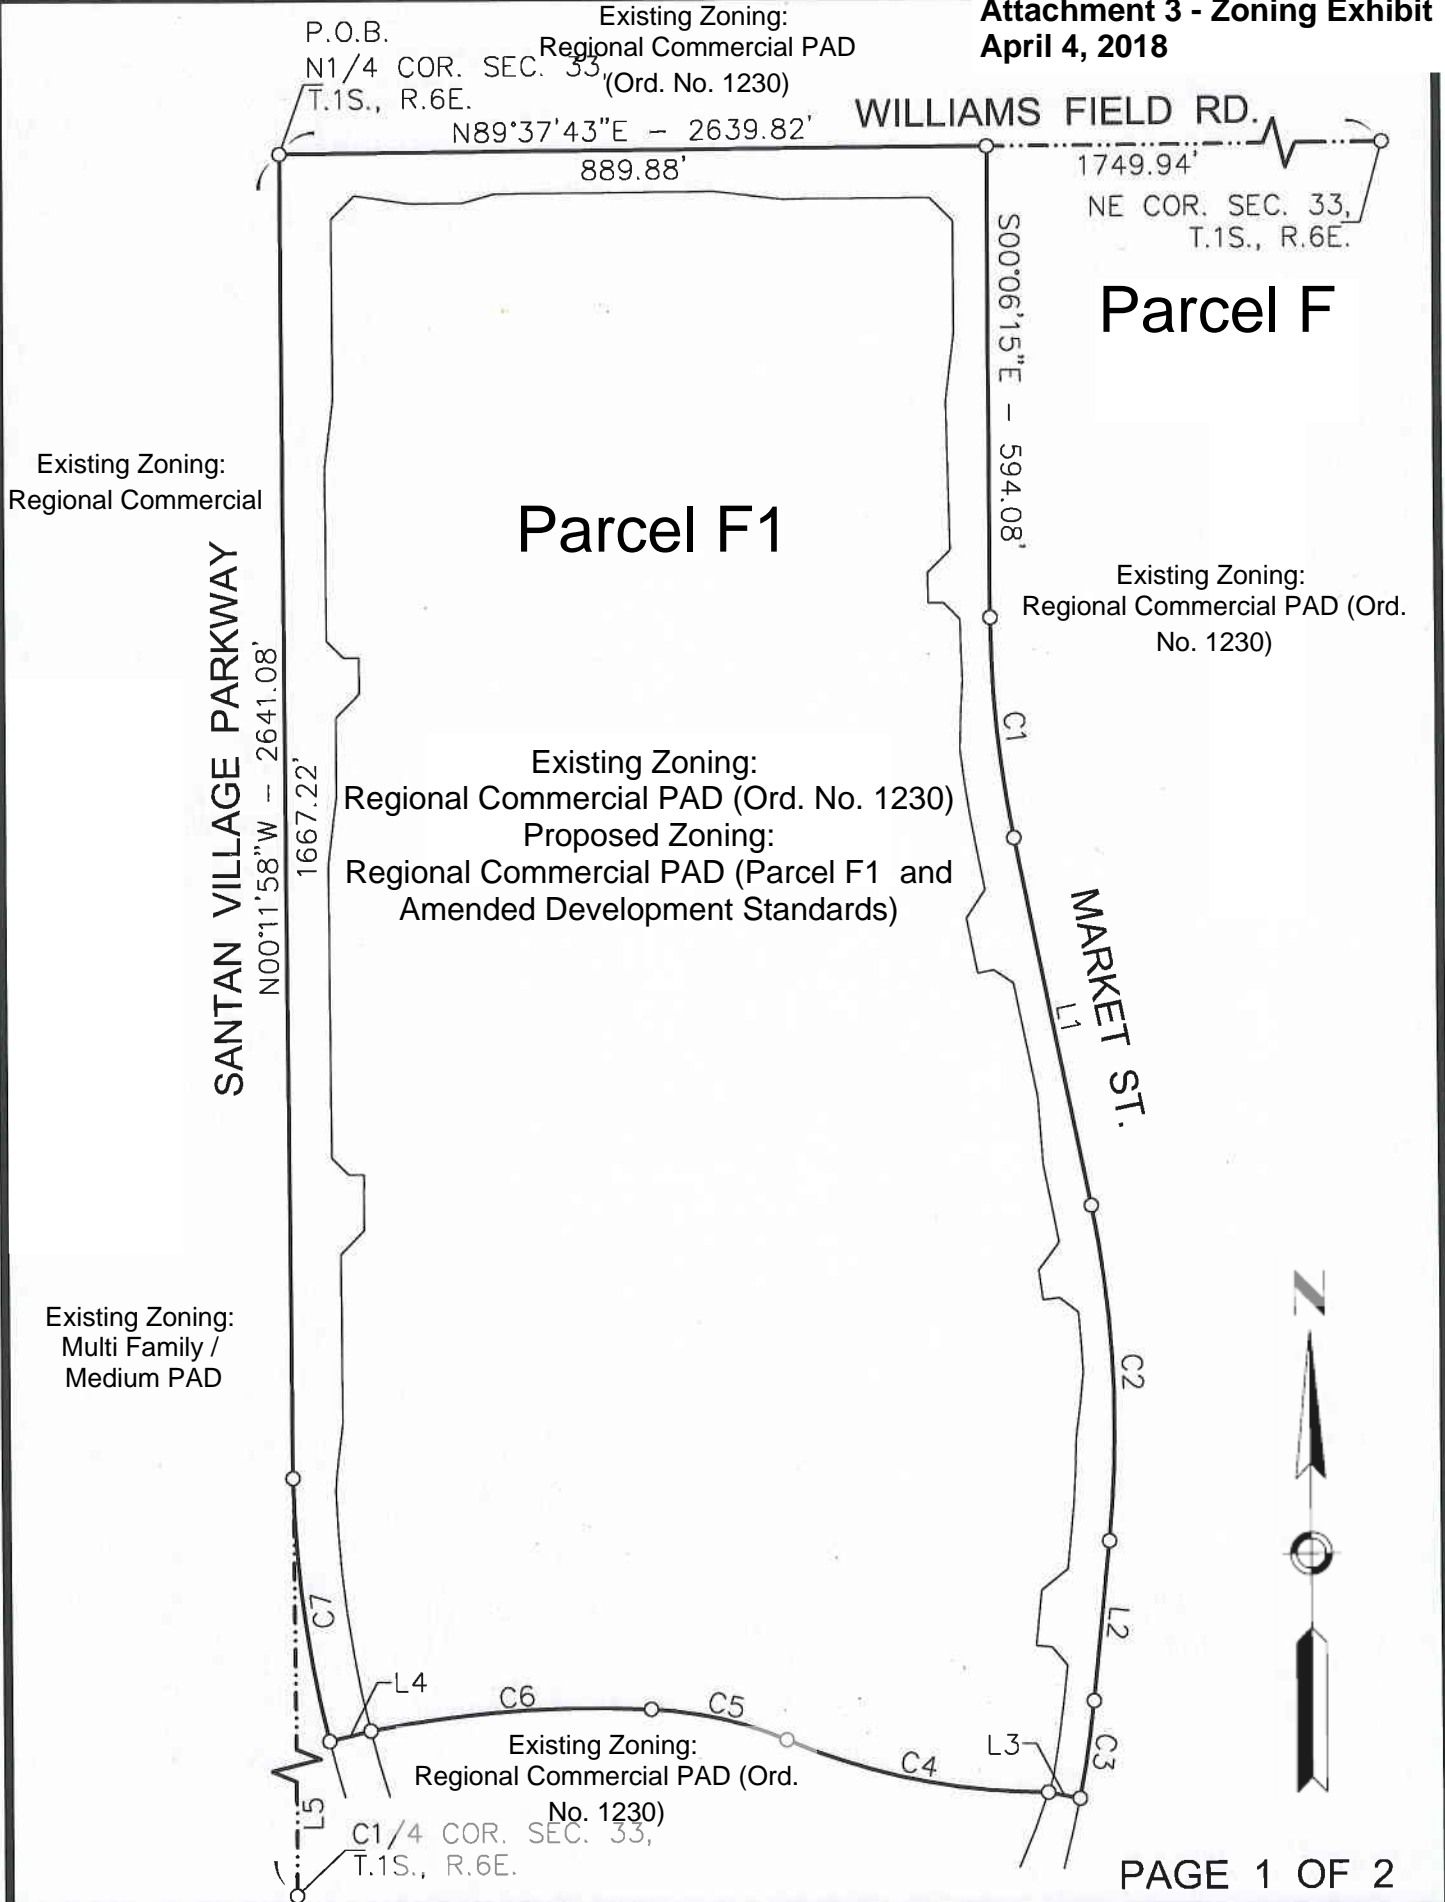 Attachment 3 - Zoning Exhibit
April 4, 2018
P.O.B.
N1/4 COR. SEC. 33,
T.1S., R.6E.
Existing Zoning:
Regional Commercial PAD
(Ord. No. 1230)
WILLIAMS FIELD RD.
N89°37'43"E - 2639.82'
889.88'
1749.94'
NE COR. SEC. 33,
T.1S., R.6E.
Parcel F
S00°06'15"E - 594.08'
Existing Zoning:
Regional Commercial
Parcel F1
Existing Zoning:
Regional Commercial PAD (Ord.
No. 1230)
SANTAN VILLAGE PARKWAY
N00°11'58"W - 2641.08'
1667.22'
C1
Existing Zoning:
Regional Commercial PAD (Ord. No. 1230)
Proposed Zoning:
Regional Commercial PAD (Parcel F1 and
Amended Development Standards)
MARKET ST.
L1
Existing Zoning:
Multi Family /
Medium PAD
N
C2
C7
L2
L4
C6
C5
C4
L3
C3
Existing Zoning:
Regional Commercial PAD (Ord.
No. 1230)
L5
C1/4 COR. SEC. 33,
T.1S., R.6E.
PAGE 1 OF 2